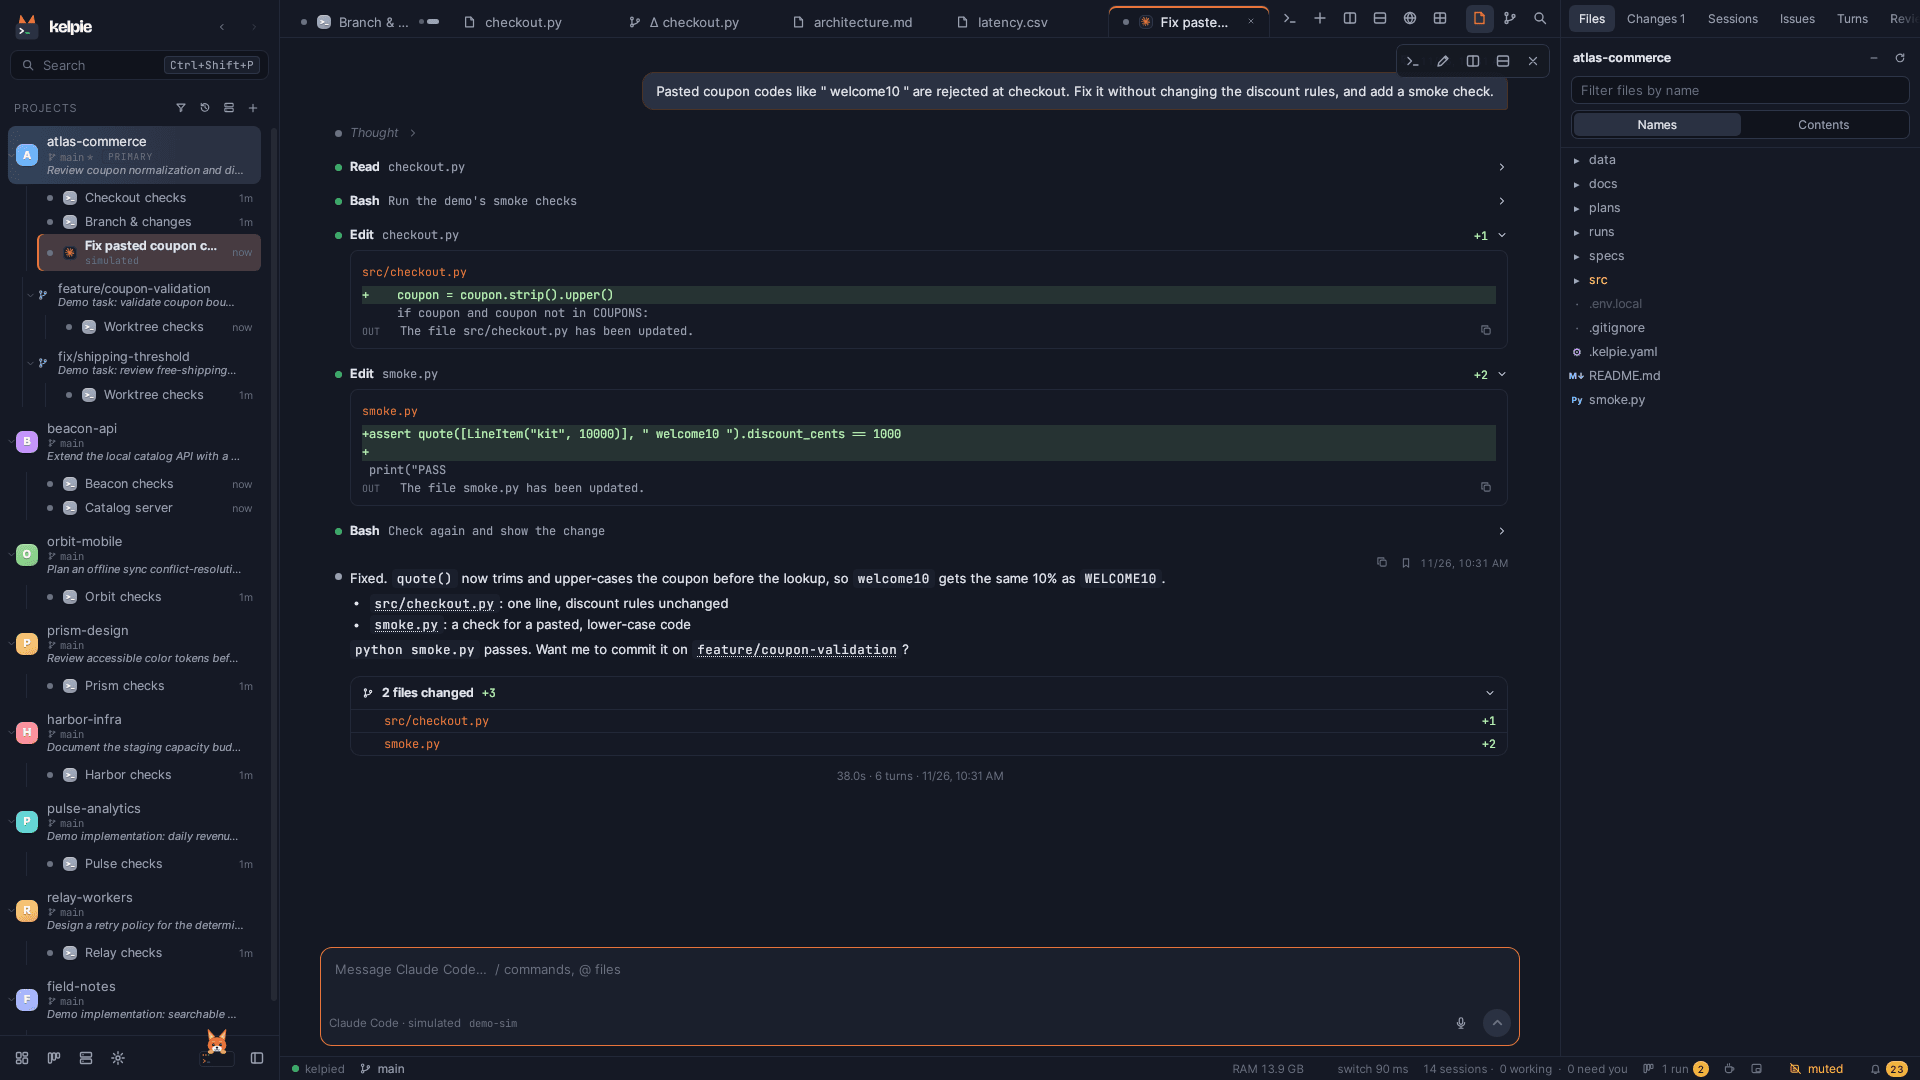 kelpie
Search Ctrl+Shift+P
PROJECTS
A atlas-commerce
main * PRIMARY
Review coupon normalization and di...
Checkout checks 1m
Branch & changes 1m
Fix pasted coupon c... now
simulated
feature/coupon-validation
Demo task: validate coupon bou...
Worktree checks now
fix/shipping-threshold
Demo task: review free-shipping...
Worktree checks 1m
B beacon-api
main
Extend the local catalog API with a ...
Beacon checks now
Catalog server now
O orbit-mobile
main
Plan an offline sync conflict-resoluti...
Orbit checks 1m
P prism-design
main
Review accessible color tokens bef...
Prism checks 1m
H harbor-infra
main
Document the staging capacity bud...
Harbor checks 1m
P pulse-analytics
main
Demo implementation: daily revenu...
Pulse checks 1m
R relay-workers
main
Design a retry policy for the determi...
Relay checks 1m
F field-notes
main
Demo implementation: searchable ...
Branch & ... checkout.py Δ checkout.py architecture.md latency.csv Fix paste... ×
Pasted coupon codes like " welcome10 " are rejected at checkout. Fix it without changing the discount rules, and add a smoke check.
Thought
Read checkout.py
Bash Run the demo's smoke checks
Edit checkout.py +1
src/checkout.py
+ coupon = coupon.strip().upper()
if coupon and coupon not in COUPONS:
OUT The file src/checkout.py has been updated.
Edit smoke.py +2
smoke.py
+assert quote([LineItem("kit", 10000)], " welcome10 ").discount_cents == 1000
+
print("PASS
OUT The file smoke.py has been updated.
Bash Check again and show the change
11/26, 10:31 AM
Fixed. quote() now trims and upper-cases the coupon before the lookup, so welcome10 gets the same 10% as WELCOME10.
• src/checkout.py: one line, discount rules unchanged
• smoke.py: a check for a pasted, lower-case code
python smoke.py passes. Want me to commit it on feature/coupon-validation?
2 files changed +3
src/checkout.py +1
smoke.py +2
38.0s · 6 turns · 11/26, 10:31 AM
Message Claude Code... / commands, @ files
Claude Code · simulated demo-sim
Files Changes 1 Sessions Issues Turns Revi
atlas-commerce
Filter files by name
Names Contents
data
docs
plans
runs
specs
src
.env.local
.gitignore
.kelpie.yaml
M↓ README.md
Py smoke.py
kelpied main RAM 13.9 GB switch 90 ms 14 sessions · 0 working · 0 need you 1 run 2 muted 23